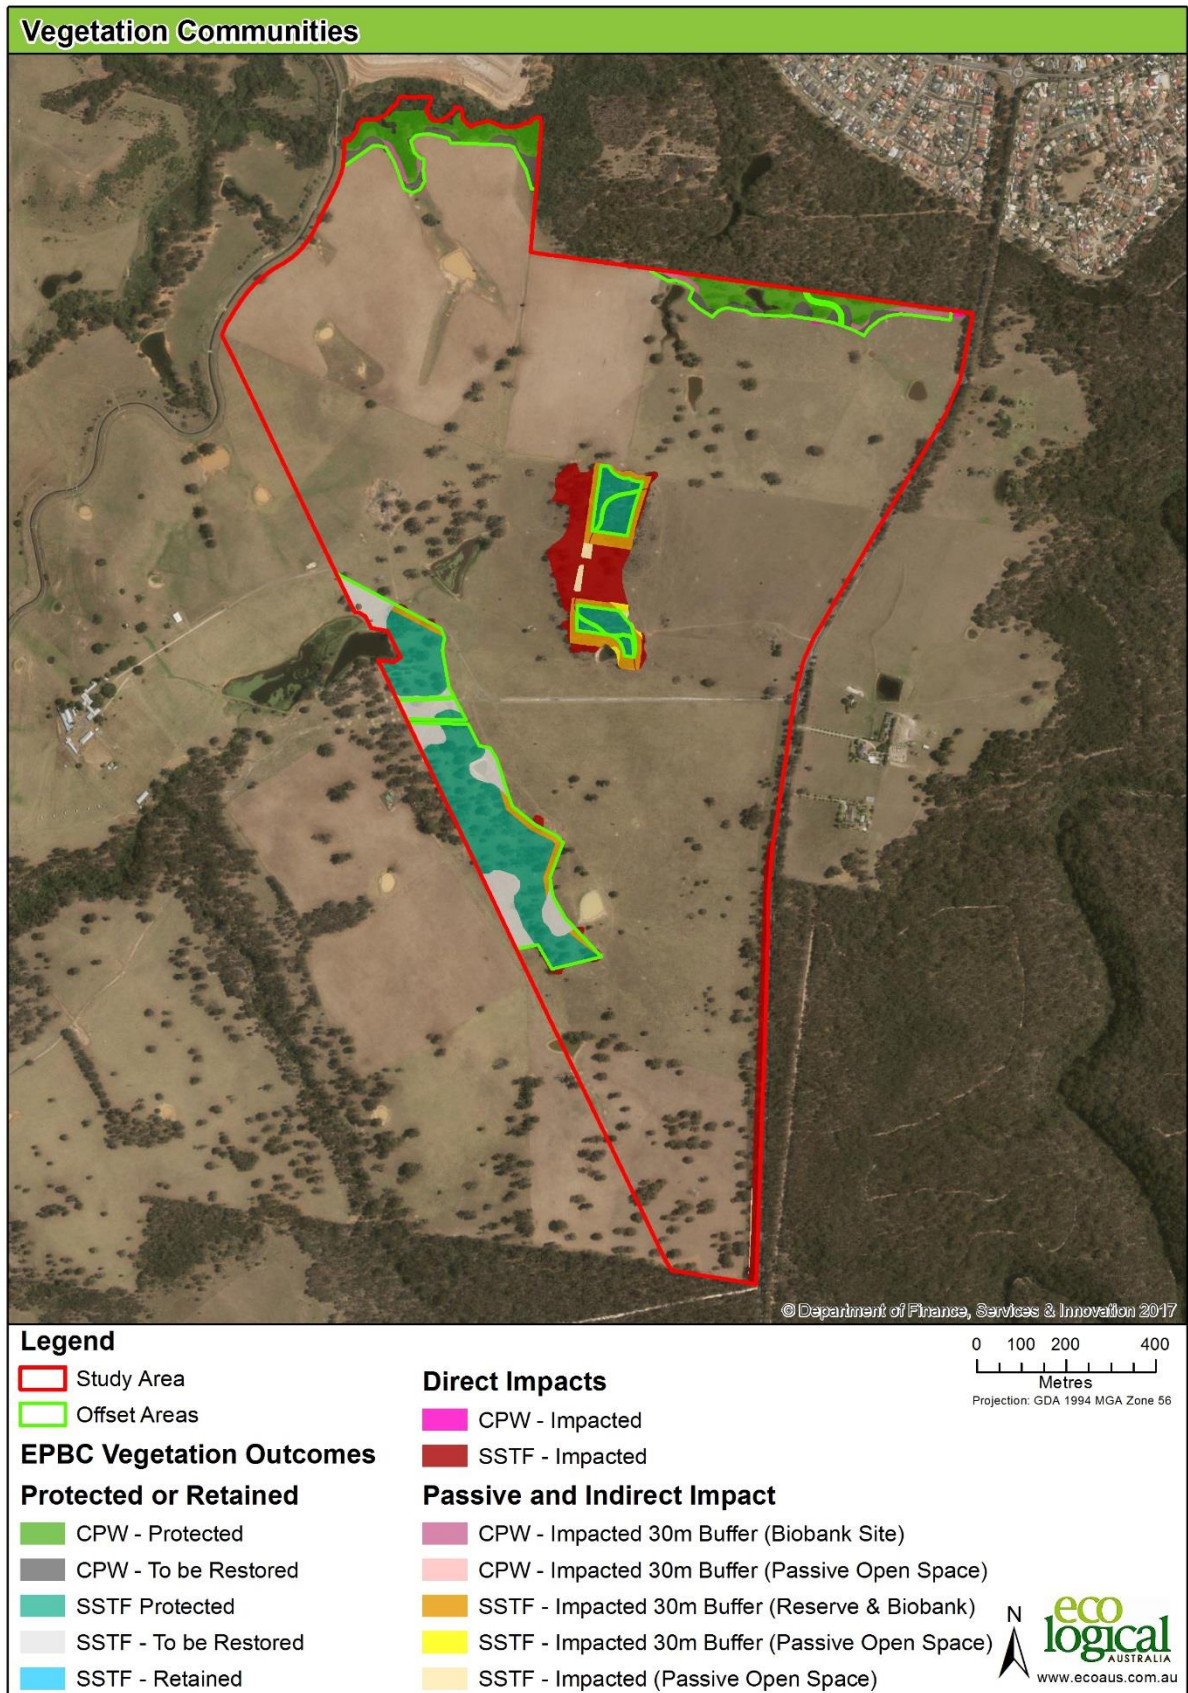 Vegetation Communities
© Department of Finance, Services & Innovation 2017
Legend
Study Area
Offset Areas
EPBC Vegetation Outcomes
Protected or Retained
CPW - Protected
CPW - To be Restored
SSTF Protected
SSTF - To be Restored
SSTF - Retained
Direct Impacts
CPW - Impacted
SSTF - Impacted
Passive and Indirect Impact
CPW - Impacted 30m Buffer (Biobank Site)
CPW - Impacted 30m Buffer (Passive Open Space)
SSTF - Impacted 30m Buffer (Reserve & Biobank)
SSTF - Impacted 30m Buffer (Passive Open Space)
SSTF - Impacted (Passive Open Space)
0 100 200 400
Metres
Projection: GDA 1994 MGA Zone 56
N
eco
logical
AUSTRALIA
www.ecoaus.com.au